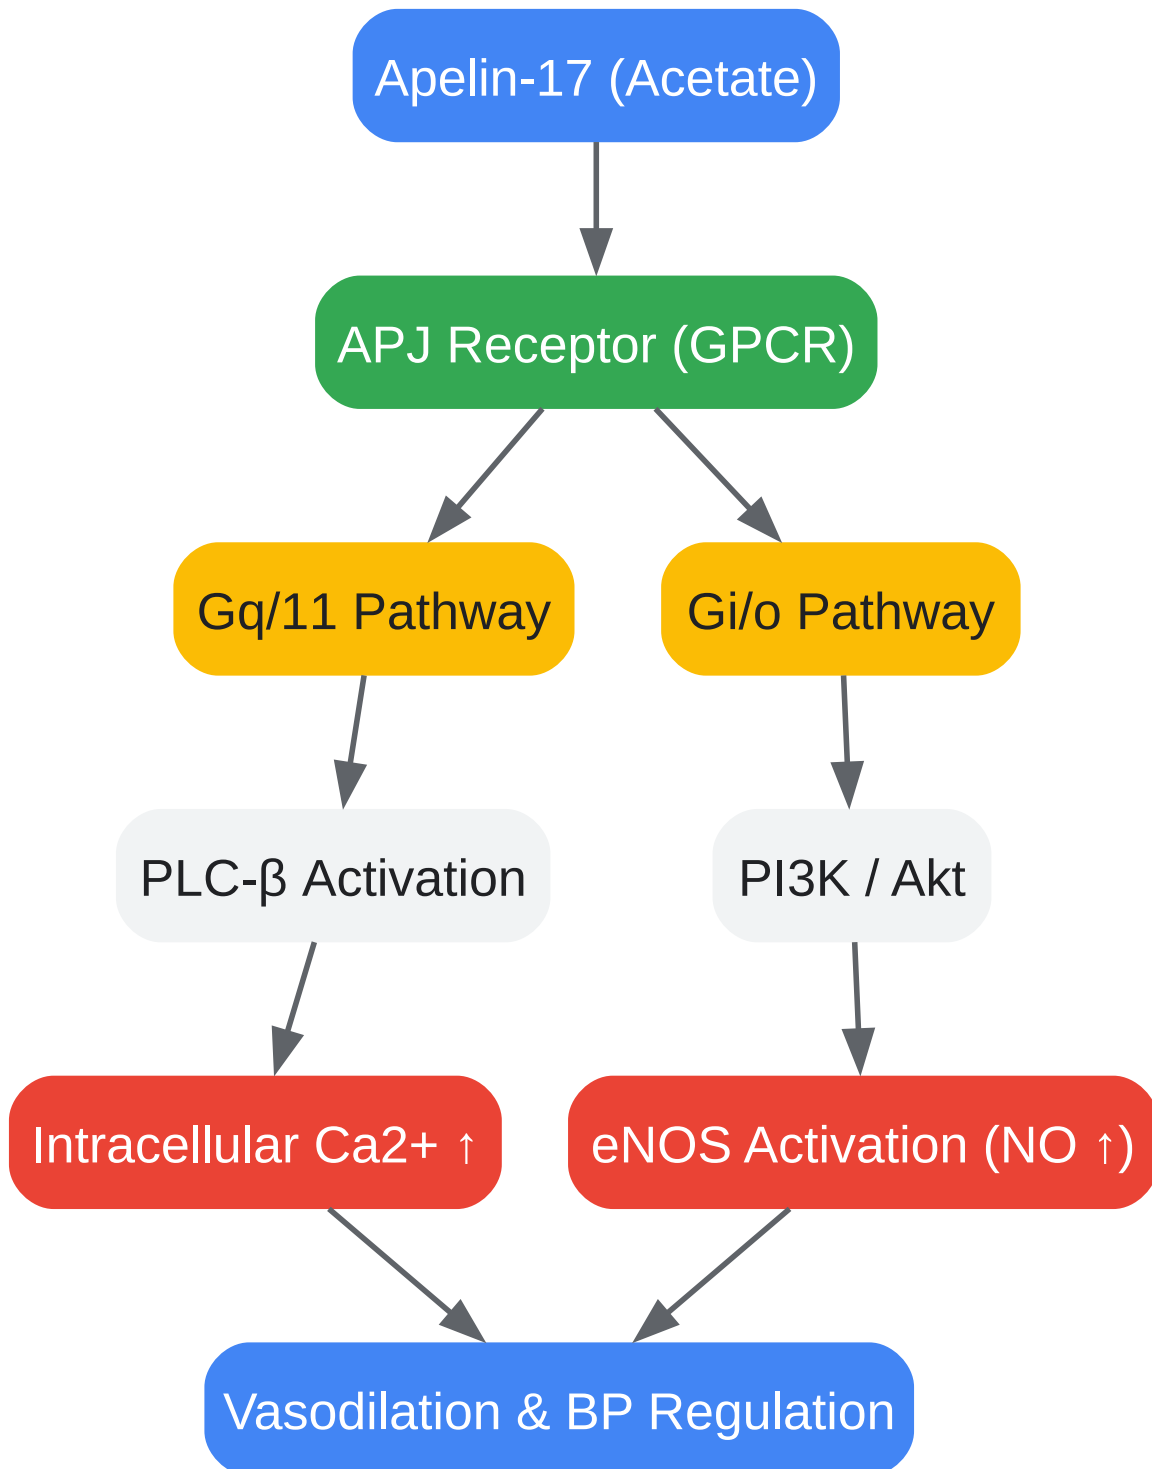 Apelin-17 (Acetate)
APJ Receptor (GPCR)
Gq/11 Pathway
Gi/o Pathway
PLC-β Activation
PI3K / Akt
Intracellular Ca2+ ↑
eNOS Activation (NO ↑)
Vasodilation & BP Regulation